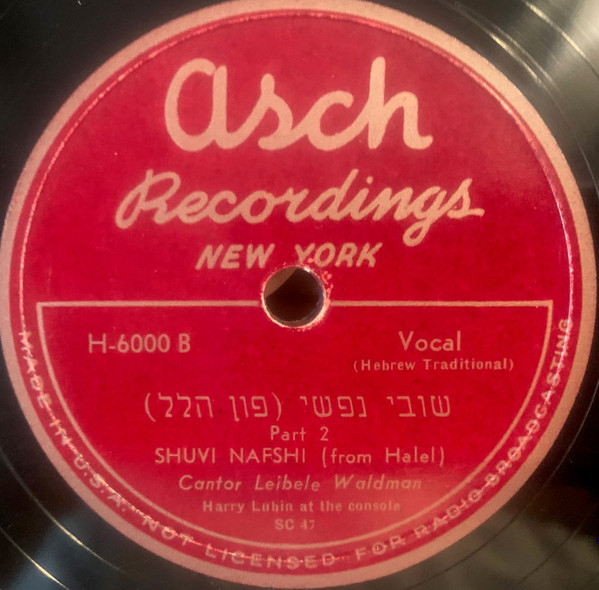 asch
Recordings
NEW YORK
H-6000 B
Vocal
(Hebrew Traditional)
שובי נפשי (פון הלל)
Part 2
SHUVI NAFSHI (from Halel)
Cantor Leibele Waldman
Harry Lubin at the console
SC 47
MADE IN U.S.A. NOT LICENSED FOR RADIO BROADCASTING